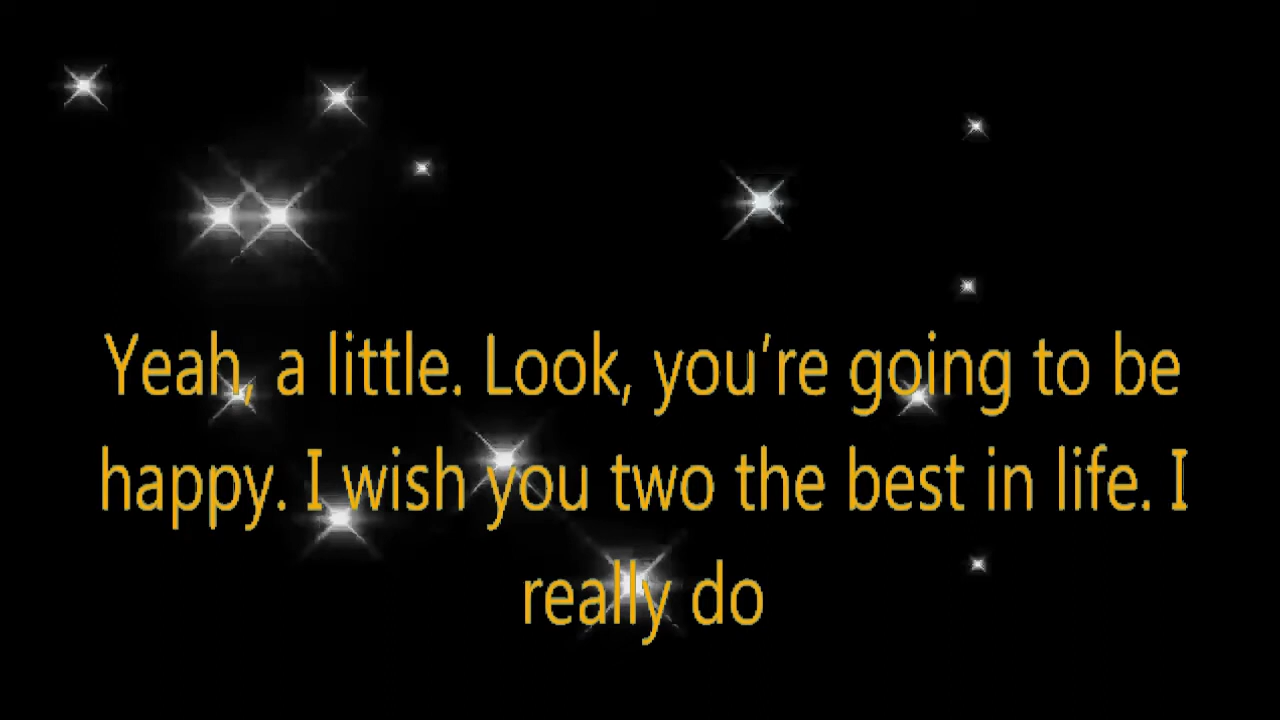 Yeah, a little. Look, you’re going to be
happy. I wish you two the best in life. I
really do